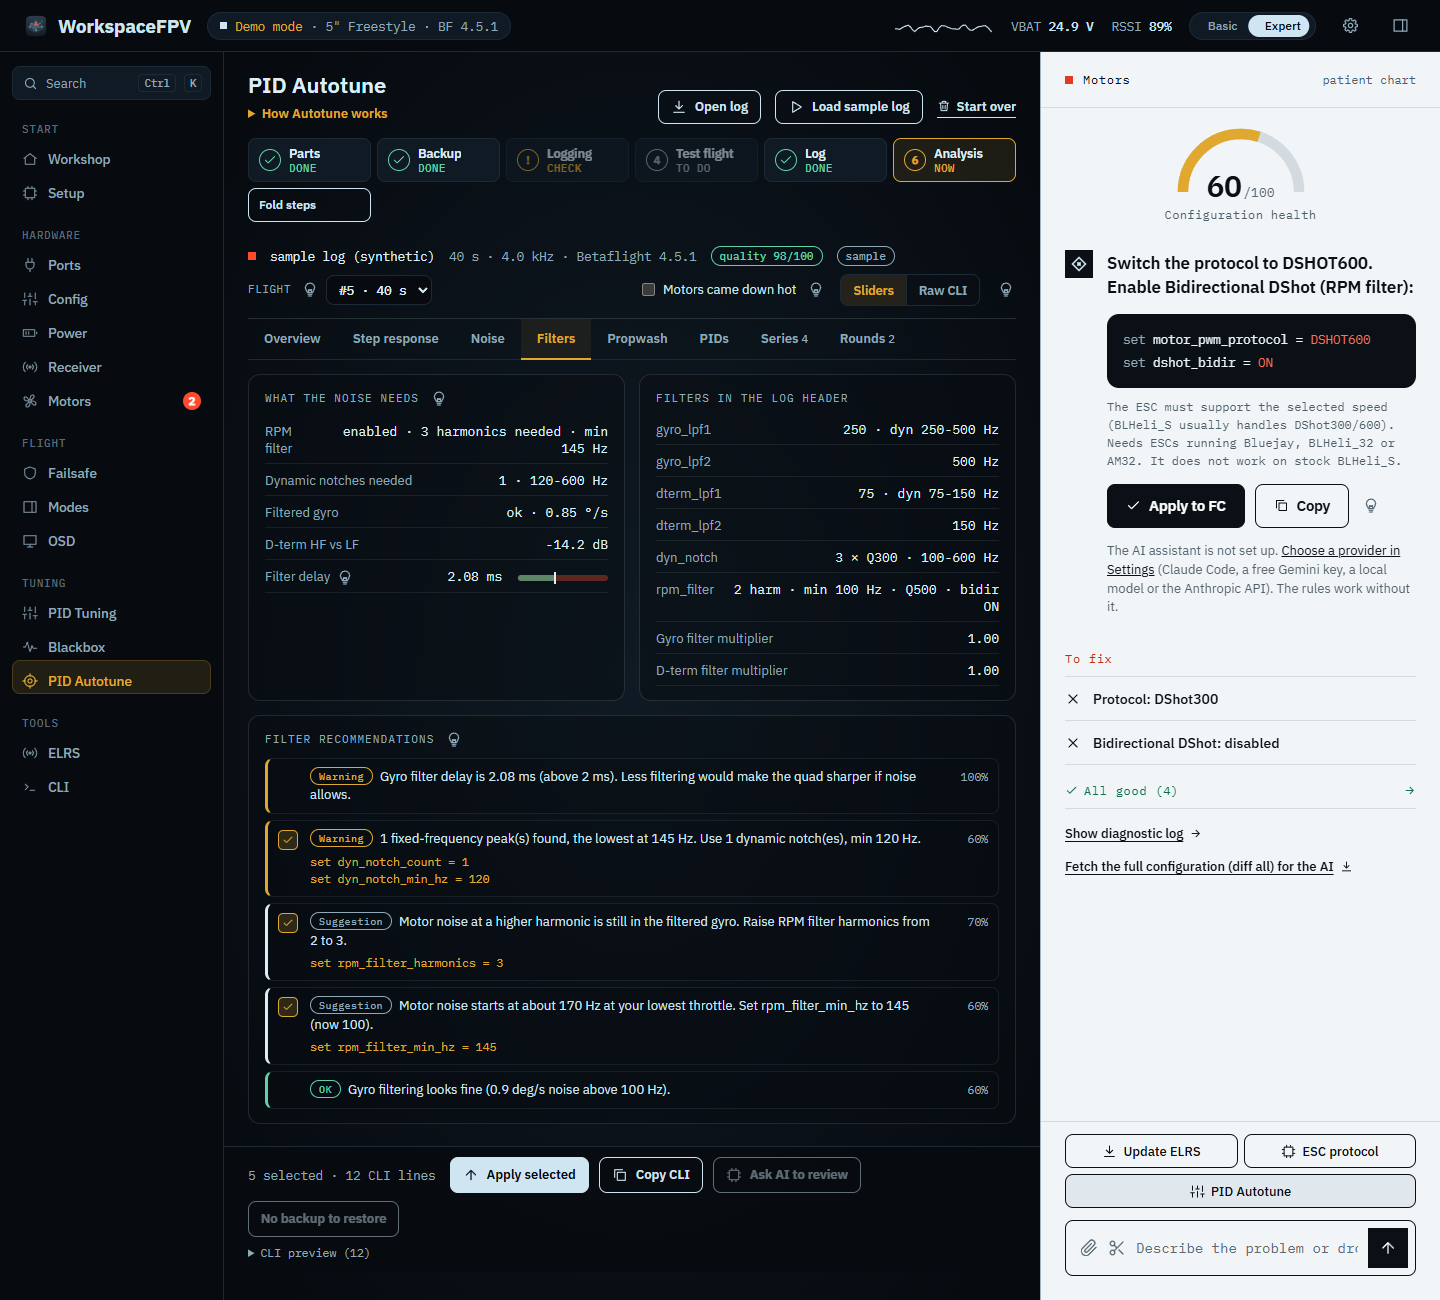 WorkspaceFPV
Demo mode · 5" Freestyle · BF 4.5.1
VBAT 24.9 V
RSSI 89%
Basic
Expert
Search
Ctrl
K
START
Workshop
Setup
HARDWARE
Ports
Config
Power
Receiver
Motors
2
FLIGHT
Failsafe
Modes
OSD
TUNING
PID Tuning
Blackbox
PID Autotune
TOOLS
ELRS
CLI
PID Autotune
How Autotune works
Open log
Load sample log
Start over
Parts
DONE
Backup
DONE
!
Logging
CHECK
4
Test flight
TO DO
Log
DONE
6
Analysis
NOW
Fold steps
sample log (synthetic)
40 s · 4.0 kHz · Betaflight 4.5.1
quality 98/100
sample
FLIGHT
#5 · 40 s
Motors came down hot
Sliders
Raw CLI
Overview
Step response
Noise
Filters
Propwash
PIDs
Series 4
Rounds 2
WHAT THE NOISE NEEDS
RPM filter
enabled · 3 harmonics needed · min
145 Hz
Dynamic notches needed
1 · 120-600 Hz
Filtered gyro
ok · 0.85 °/s
D-term HF vs LF
-14.2 dB
Filter delay
2.08 ms
FILTERS IN THE LOG HEADER
gyro_lpf1
250 · dyn 250-500 Hz
gyro_lpf2
500 Hz
dterm_lpf1
75 · dyn 75-150 Hz
dterm_lpf2
150 Hz
dyn_notch
3 × Q300 · 100-600 Hz
rpm_filter
2 harm · min 100 Hz · Q500 · bidir
ON
Gyro filter multiplier
1.00
D-term filter multiplier
1.00
FILTER RECOMMENDATIONS
Warning
Gyro filter delay is 2.08 ms (above 2 ms). Less filtering would make the quad sharper if noise
allows.
100%
Warning
1 fixed-frequency peak(s) found, the lowest at 145 Hz. Use 1 dynamic notch(es), min 120 Hz.
60%
set dyn_notch_count = 1
set dyn_notch_min_hz = 120
Suggestion
Motor noise at a higher harmonic is still in the filtered gyro. Raise RPM filter harmonics from
2 to 3.
70%
set rpm_filter_harmonics = 3
Suggestion
Motor noise starts at about 170 Hz at your lowest throttle. Set rpm_filter_min_hz to 145
(now 100).
60%
set rpm_filter_min_hz = 145
OK
Gyro filtering looks fine (0.9 deg/s noise above 100 Hz).
60%
5 selected · 12 CLI lines
Apply selected
Copy CLI
Ask AI to review
No backup to restore
CLI preview (12)
Motors
patient chart
60/100
Configuration health
Switch the protocol to DSHOT600.
Enable Bidirectional DShot (RPM filter):
set motor_pwm_protocol = DSHOT600
set dshot_bidir = ON
The ESC must support the selected speed
(BLHeli_S usually handles DShot300/600).
Needs ESCs running Bluejay, BLHeli_32 or
AM32. It does not work on stock BLHeli_S.
Apply to FC
Copy
The AI assistant is not set up. Choose a provider in
Settings (Claude Code, a free Gemini key, a local
model or the Anthropic API). The rules work without
it.
To fix
Protocol: DShot300
Bidirectional DShot: disabled
All good (4)
Show diagnostic log
Fetch the full configuration (diff all) for the AI
Update ELRS
ESC protocol
PID Autotune
Describe the problem or dro